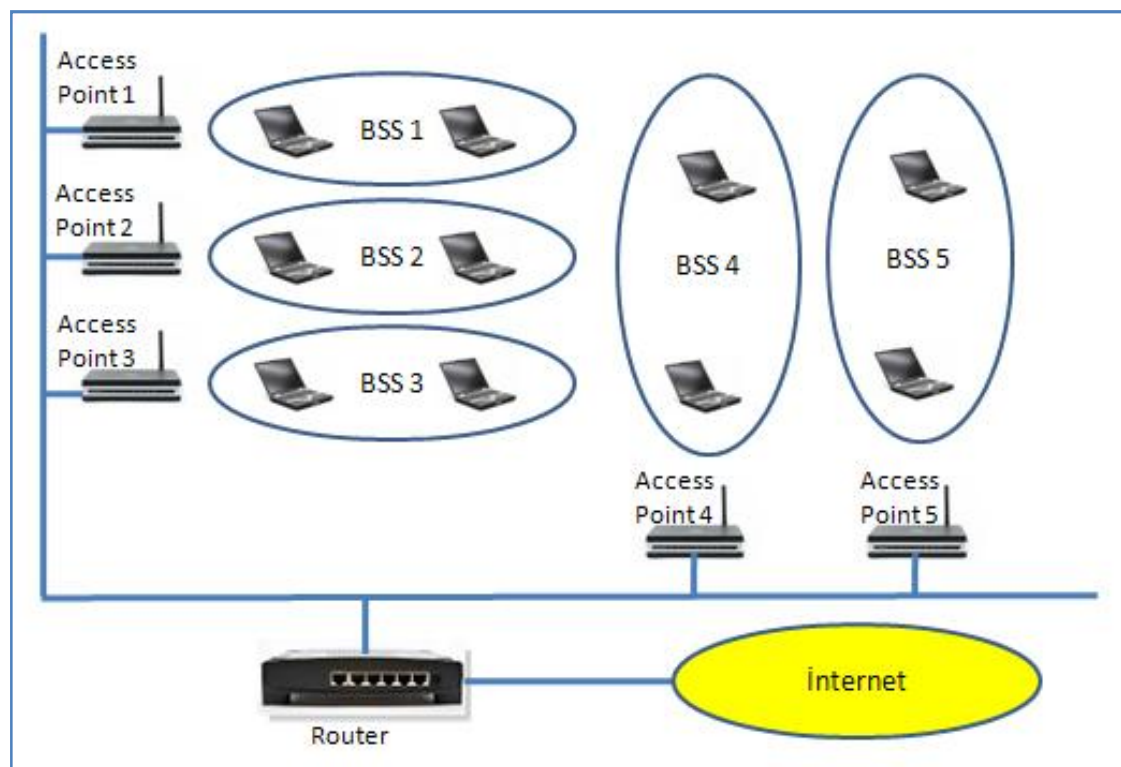 Access
Point 1
BSS 1
Access
Point 2
BSS 2
Access
Point 3
BSS 3
BSS 4
BSS 5
Access
Point 4
Access
Point 5
Router
İnternet